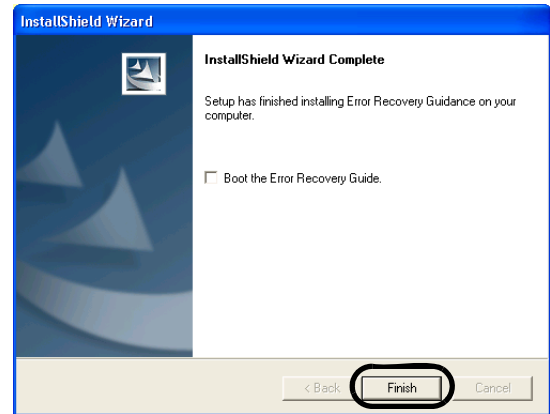 InstallShield Wizard
InstallShield Wizard Complete
Setup has finished installing Error Recovery Guidance on your
computer.
Boot the Error Recovery Guide.
< Back
Finish
Cancel